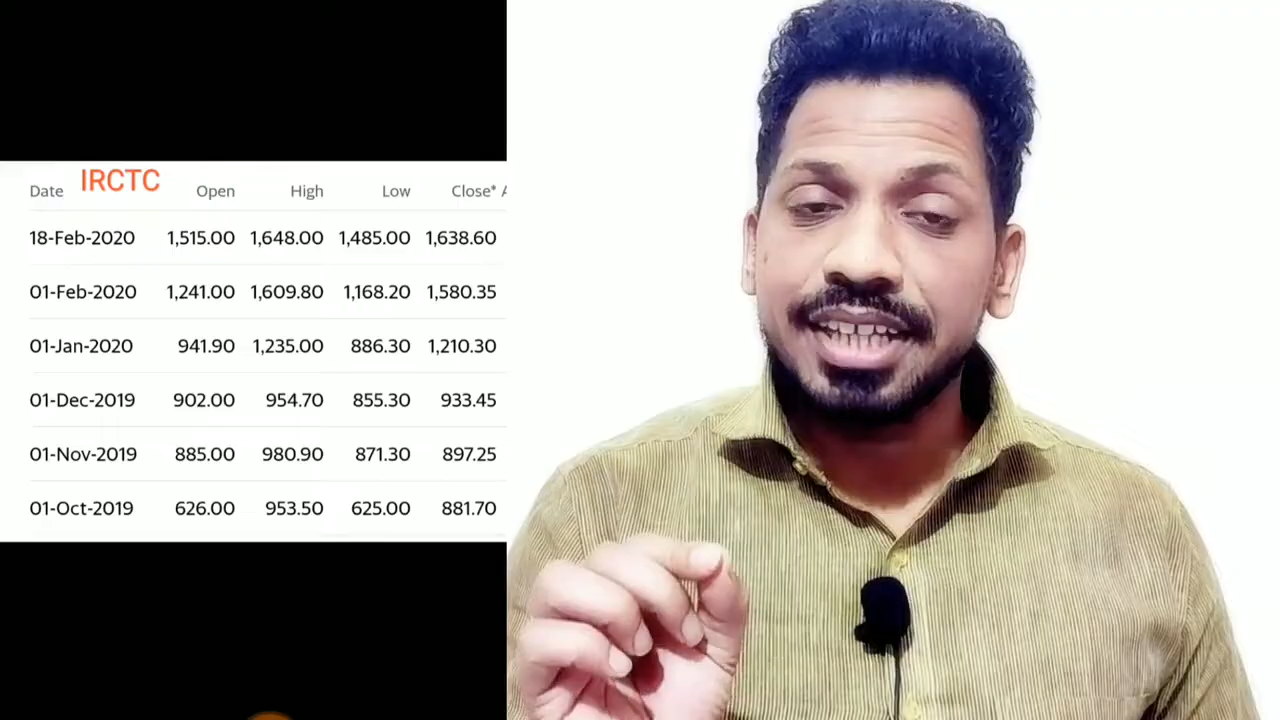 IRCTC
Date Open High Low Close*
18-Feb-2020 1,515.00 1,648.00 1,485.00 1,638.60
01-Feb-2020 1,241.00 1,609.80 1,168.20 1,580.35
01-Jan-2020 941.90 1,235.00 886.30 1,210.30
01-Dec-2019 902.00 954.70 855.30 933.45
01-Nov-2019 885.00 980.90 871.30 897.25
01-Oct-2019 626.00 953.50 625.00 881.70